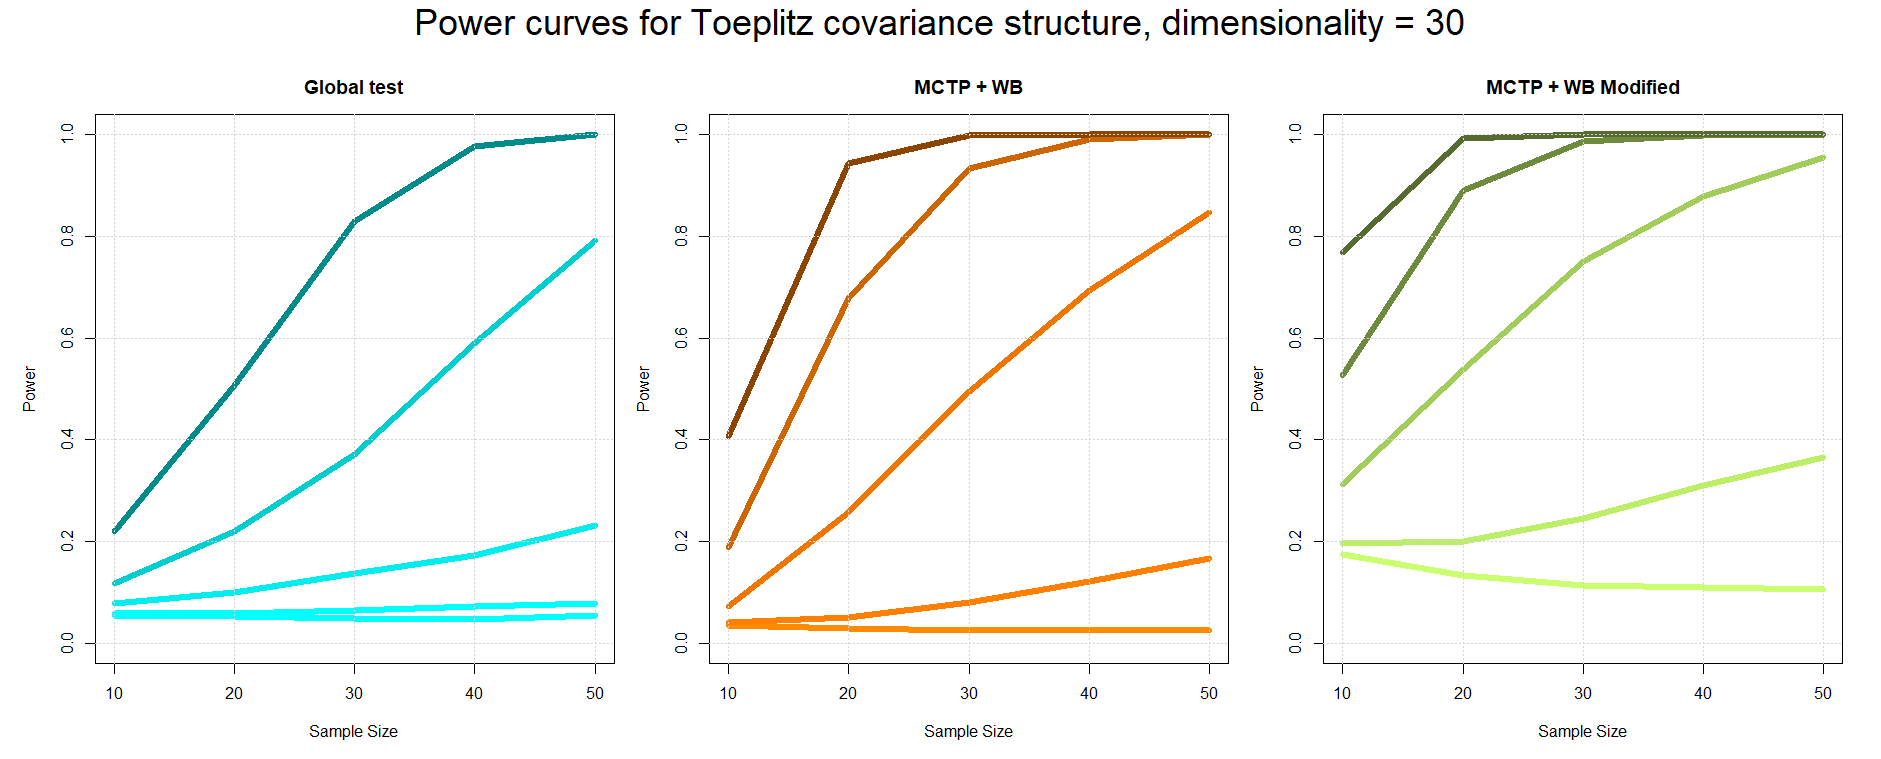 Power curves for Toeplitz covariance structure, dimensionality = 30
Global test
Power
0.0 0.2 0.4 0.6 0.8 1.0
10 20 30 40 50
Sample Size
MCTP + WB
Power
0.0 0.2 0.4 0.6 0.8 1.0
10 20 30 40 50
Sample Size
MCTP + WB Modified
Power
0.0 0.2 0.4 0.6 0.8 1.0
10 20 30 40 50
Sample Size